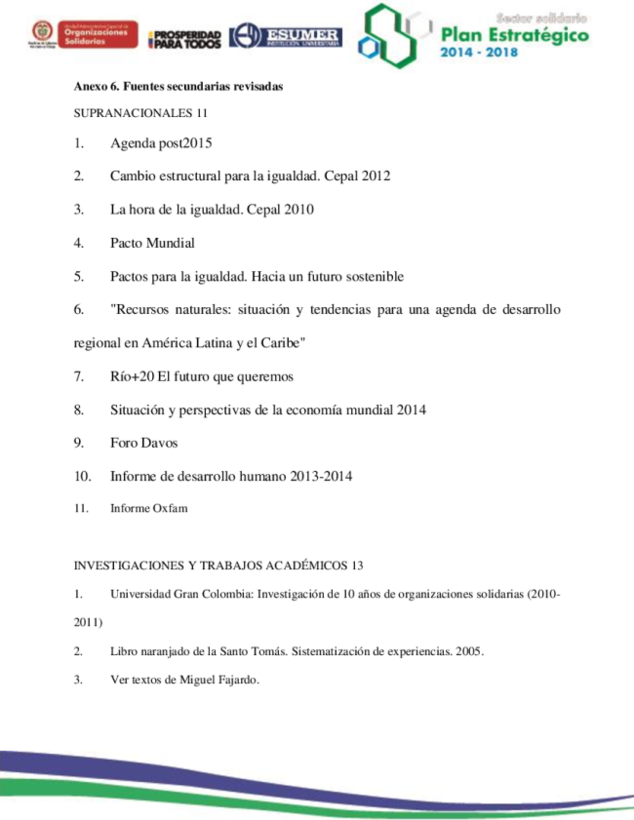 Unidad Administrativa Especial de
Organizaciones
Solidarias
PROSPERIDAD
PARA TODOS
ESUMER
INSTITUCIÓN UNIVERSITARIA
Sector solidario
Plan Estratégico
2014 - 2018
Anexo 6. Fuentes secundarias revisadas
SUPRANACIONALES 11
1. Agenda post2015
2. Cambio estructural para la igualdad. Cepal 2012
3. La hora de la igualdad. Cepal 2010
4. Pacto Mundial
5. Pactos para la igualdad. Hacia un futuro sostenible
6. "Recursos naturales: situación y tendencias para una agenda de desarrollo
regional en América Latina y el Caribe"
7. Río+20 El futuro que queremos
8. Situación y perspectivas de la economía mundial 2014
9. Foro Davos
10. Informe de desarrollo humano 2013-2014
11. Informe Oxfam
INVESTIGACIONES Y TRABAJOS ACADÉMICOS 13
1. Universidad Gran Colombia: Investigación de 10 años de organizaciones solidarias (2010-
2011)
2. Libro naranjado de la Santo Tomás. Sistematización de experiencias. 2005.
3. Ver textos de Miguel Fajardo.